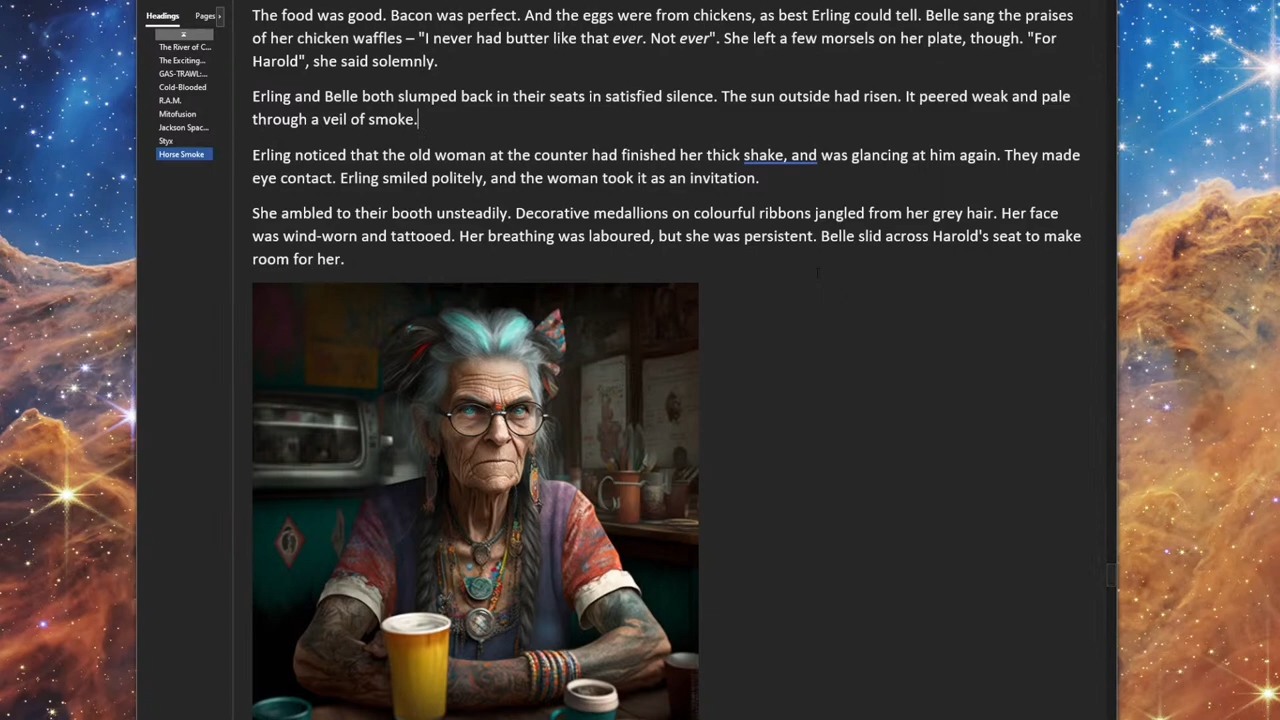 Headings Pages
The River of C...
The Exciting...
GAS-TRAWL:...
Cold-Blooded
R.A.M.
Mitofusion
Jackson Spac...
Styx
Horse Smoke
The food was good. Bacon was perfect. And the eggs were from chickens, as best Erling could tell. Belle sang the praises
of her chicken waffles – "I never had butter like that ever. Not ever". She left a few morsels on her plate, though. "For
Harold", she said solemnly.
Erling and Belle both slumped back in their seats in satisfied silence. The sun outside had risen. It peered weak and pale
through a veil of smoke.
Erling noticed that the old woman at the counter had finished her thick shake, and was glancing at him again. They made
eye contact. Erling smiled politely, and the woman took it as an invitation.
She ambled to their booth unsteadily. Decorative medallions on colourful ribbons jangled from her grey hair. Her face
was wind-worn and tattooed. Her breathing was laboured, but she was persistent. Belle slid across Harold's seat to make
room for her.